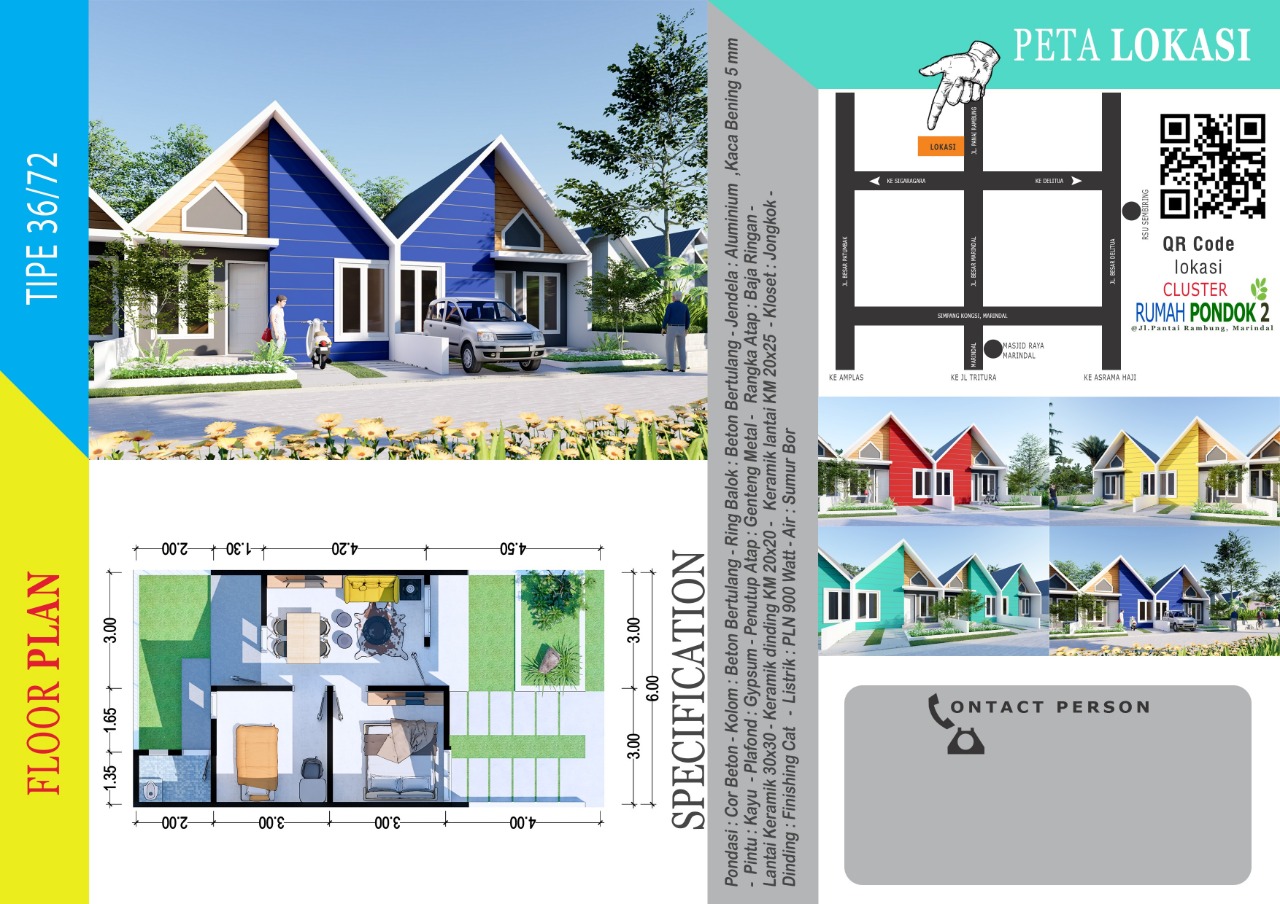 TIPE 36/72
FLOOR PLAN
2.00
1.30
4.20
4.50
3.00
1.65
1.35
3.00
6.00
3.00
2.00
3.00
3.00
4.00
SPECIFICATION
Pondasi : Cor Beton - Kolom : Beton Bertulang - Ring Balok : Beton Bertulang - Jendela : Aluminium ,Kaca Bening 5 mm
- Pintu : Kayu - Plafond : Gypsum - Penutup Atap : Genteng Metal - Rangka Atap : Baja Ringan -
Lantai Keramik 30x30 - Keramik dinding KM 20x20 - Keramik lantai KM 20x25 - Kloset : Jongkok -
Dinding : Finishing Cat - Listrik : PLN 900 Watt - Air : Sumur Bor
PETA LOKASI
LOKASI
JL. PANAI RAMBUNG
KE SIGARAGARA
KE DELITUA
JL. BESAR PATUMBAK
JL. BESAR MARINDAL
JL. BESAR DELITUA
RSU SEMBIRING
SIMPANG KONGSI, MARINDAL
MARINDAL
MASJID RAYA
MARINDAL
KE AMPLAS
KE JL TRITURA
KE ASRAMA HAJI
QR Code
lokasi
CLUSTER
RUMAH PONDOK 2
@Jl.Pantai Rambung, Marindal
ONTACT PERSON